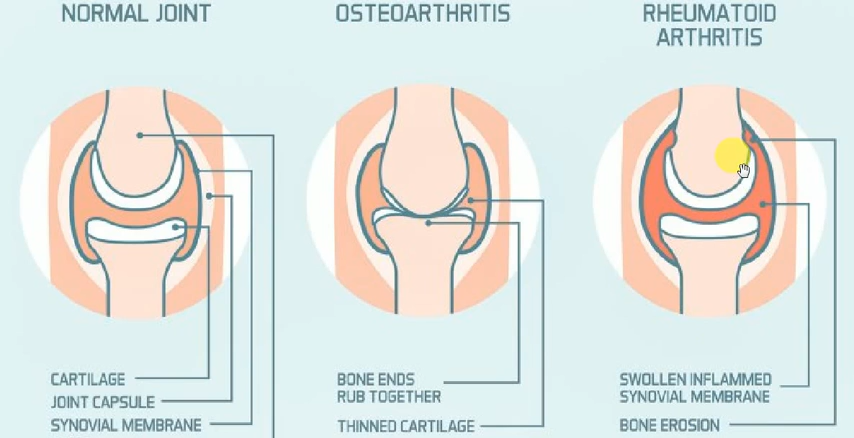 NORMAL JOINT
OSTEOARTHRITIS
RHEUMATOID
ARTHRITIS
CARTILAGE
JOINT CAPSULE
SYNOVIAL MEMBRANE
BONE ENDS
RUB TOGETHER
THINNED CARTILAGE
SWOLLEN INFLAMMED
SYNOVIAL MEMBRANE
BONE EROSION